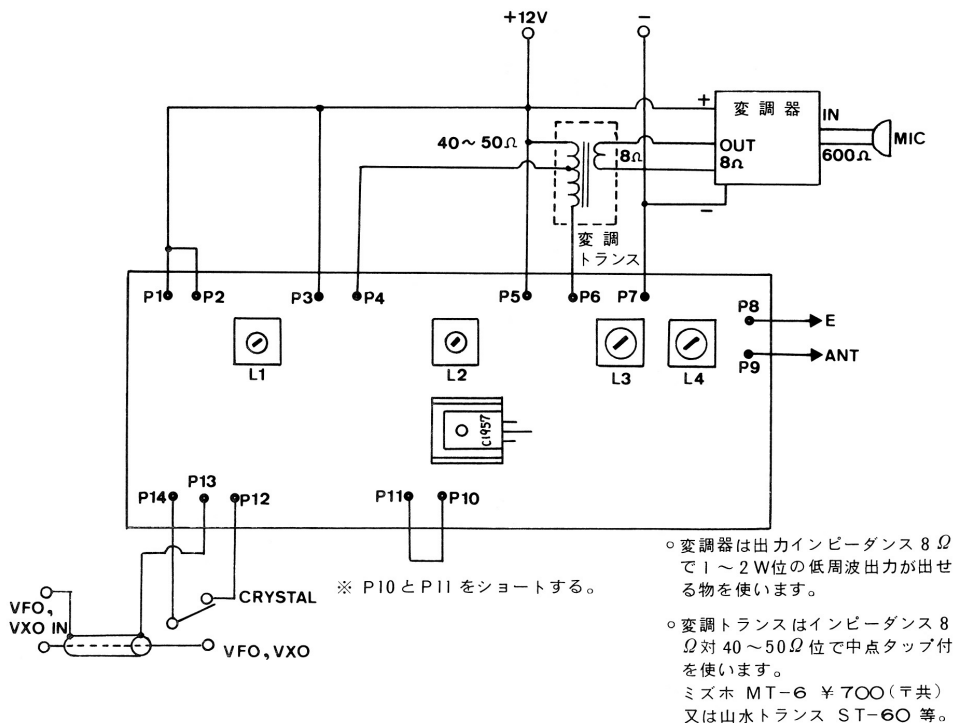 +12V
−
+
変調器
IN
MIC
600Ω
OUT
8Ω
−
40～50Ω
8Ω
変調
トランス
P1
P2
P3
P4
P5
P6
P7
P8
E
P9
ANT
L1
L2
L3
L4
C1957
P14
P13
P12
P11
P10
CRYSTAL
※ P10とP11をショートする。
VFO,
VXO IN
VFO,VXO
○変調器は出力インピーダンス8Ω
で1～2W位の低周波出力が出せ
る物を使います。
○変調トランスはインピーダンス8
Ω対40～50Ω位で中点タップ付
を使います。
ミズホ MT-6 ￥700(〒共)
又は山水トランス ST-60 等。